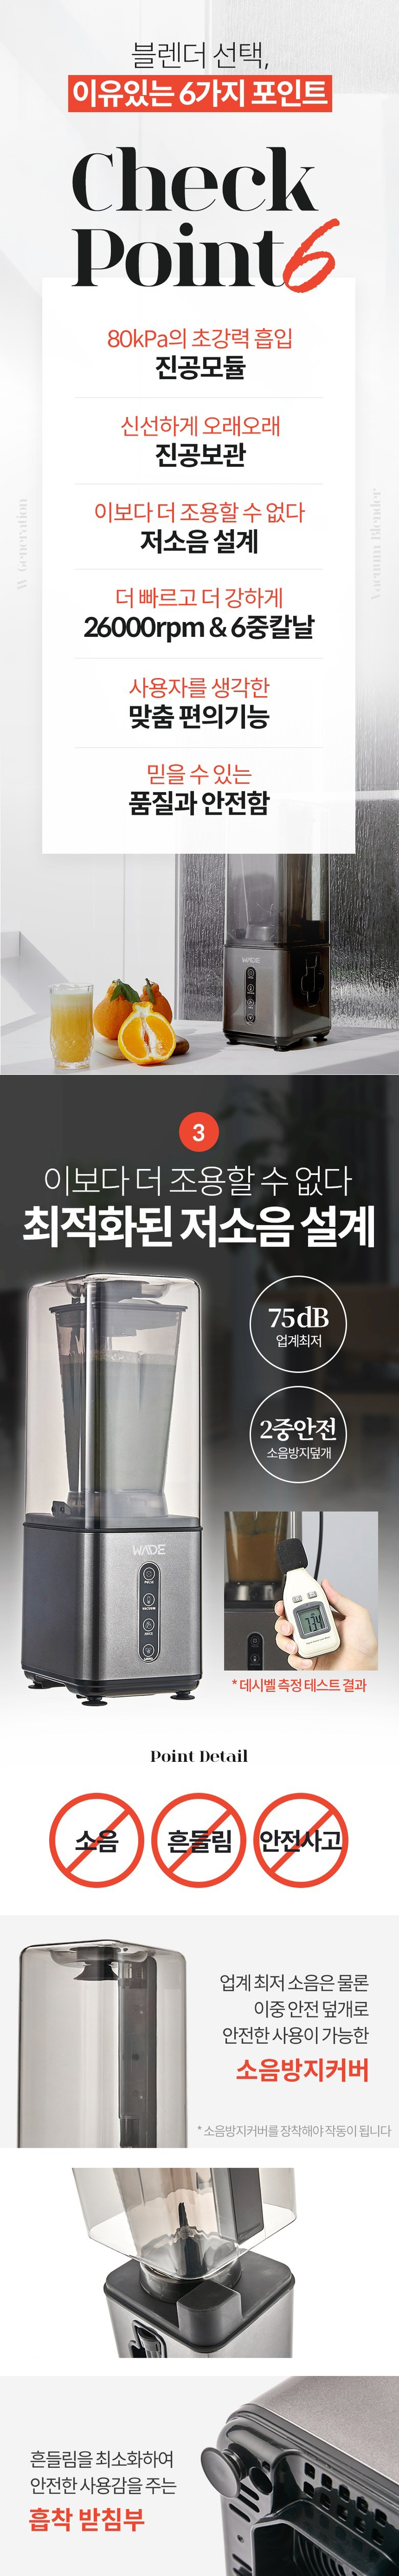 블렌더 선택,
이유있는 6가지 포인트
Check
Point 6
80kPa의 초강력 흡입
진공모듈
신선하게 오래오래
진공보관
이보다 더 조용할 수 없다
저소음 설계
더 빠르고 더 강하게
26000rpm & 6중칼날
사용자를 생각한
맞춤 편의기능
믿을 수 있는
품질과 안전함
WADE
3
이보다 더 조용할 수 없다
최적화된 저소음 설계
75dB
업계최저
2중안전
소음방지덮개
WADE
PULSE
VACUUM
JUICE
* 데시벨 측정 테스트 결과
Point Detail
소음
흔들림
안전사고
업계 최저 소음은 물론
이중 안전 덮개로
안전한 사용이 가능한
소음방지커버
* 소음방지커버를 장착해야 작동이 됩니다
흔들림을 최소화하여
안전한 사용감을 주는
흡착 받침부